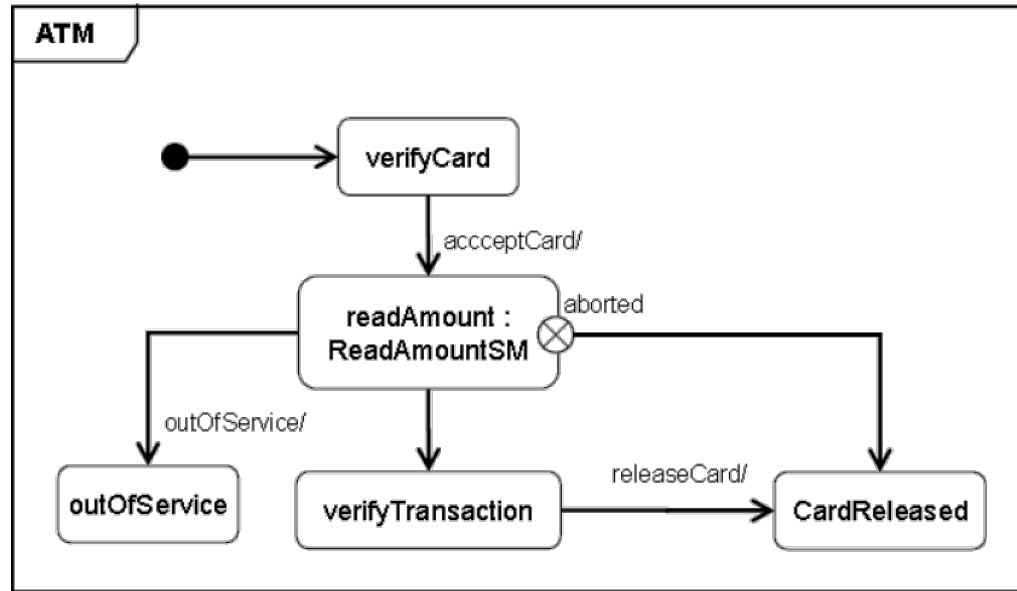 ATM
verifyCard
accceptCard/
readAmount :
ReadAmountSM
aborted
outOfService/
releaseCard/
outOfService
verifyTransaction
CardReleased